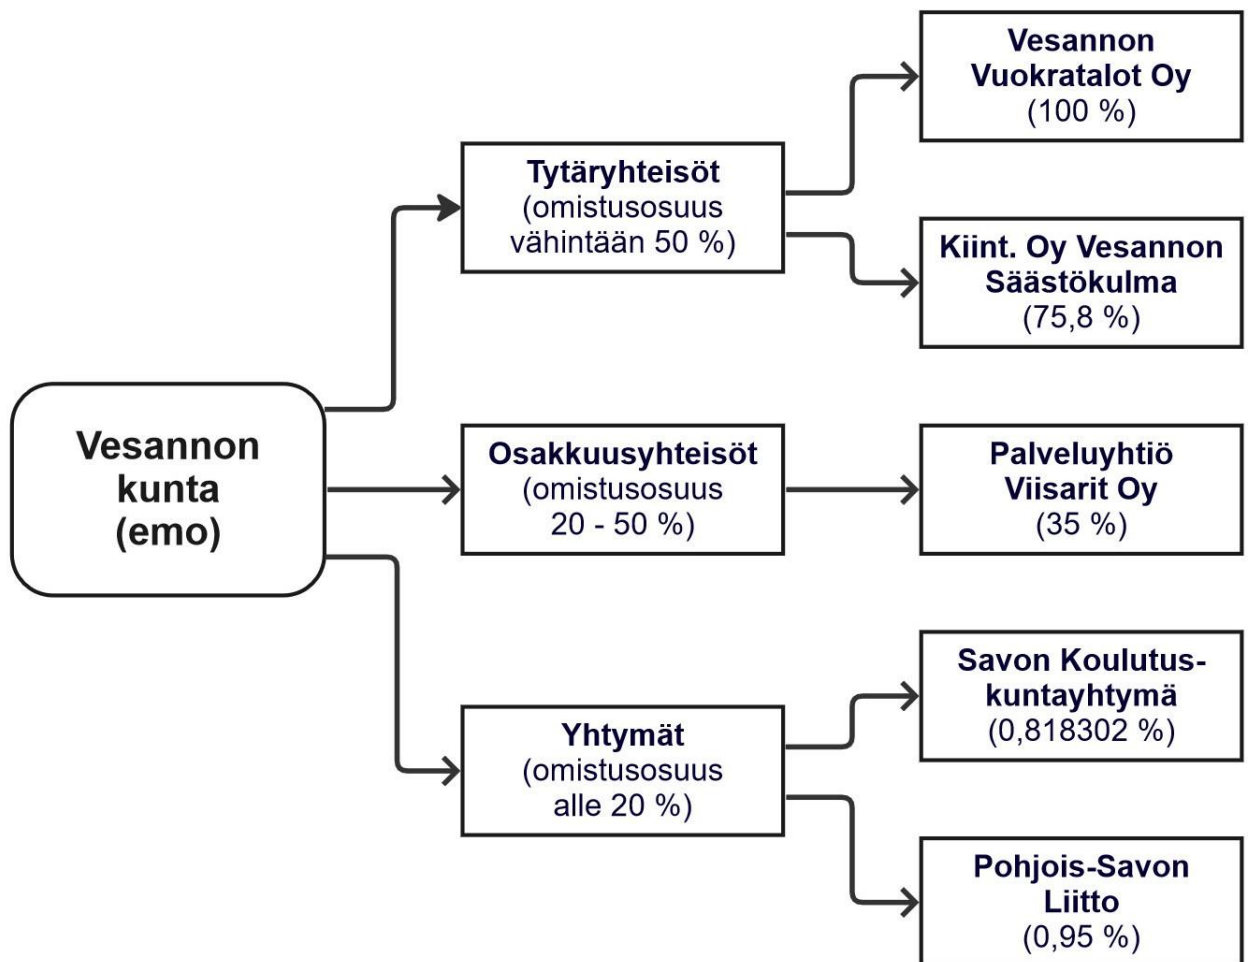 Vesannon
kunta
(emo)
Tytäryhteisöt
(omistusosuus
vähintään 50 %)
Vesannon
Vuokratalot Oy
(100 %)
Kiint. Oy Vesannon
Säästökulma
(75,8 %)
Osakkuusyhteisöt
(omistusosuus
20 - 50 %)
Palveluyhtiö
Viisarit Oy
(35 %)
Yhtymät
(omistusosuus
alle 20 %)
Savon Koulutus-
kuntayhtymä
(0,818302 %)
Pohjois-Savon
Liitto
(0,95 %)